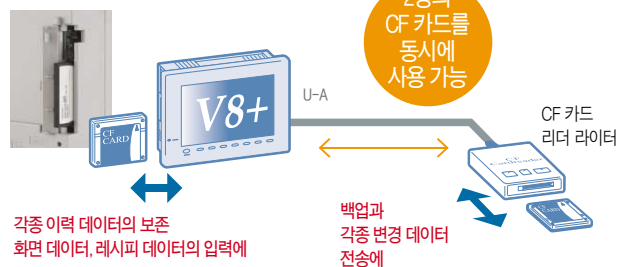 CF 카드를
동시에
사용 가능
U-A
V8+
CF
CARD
CF 카드
리더 라이터
CF
CardReader
각종 이력 데이터의 보존
화면 데이터, 레시피 데이터의 입력에
백업과
각종 변경 데이터
전송에